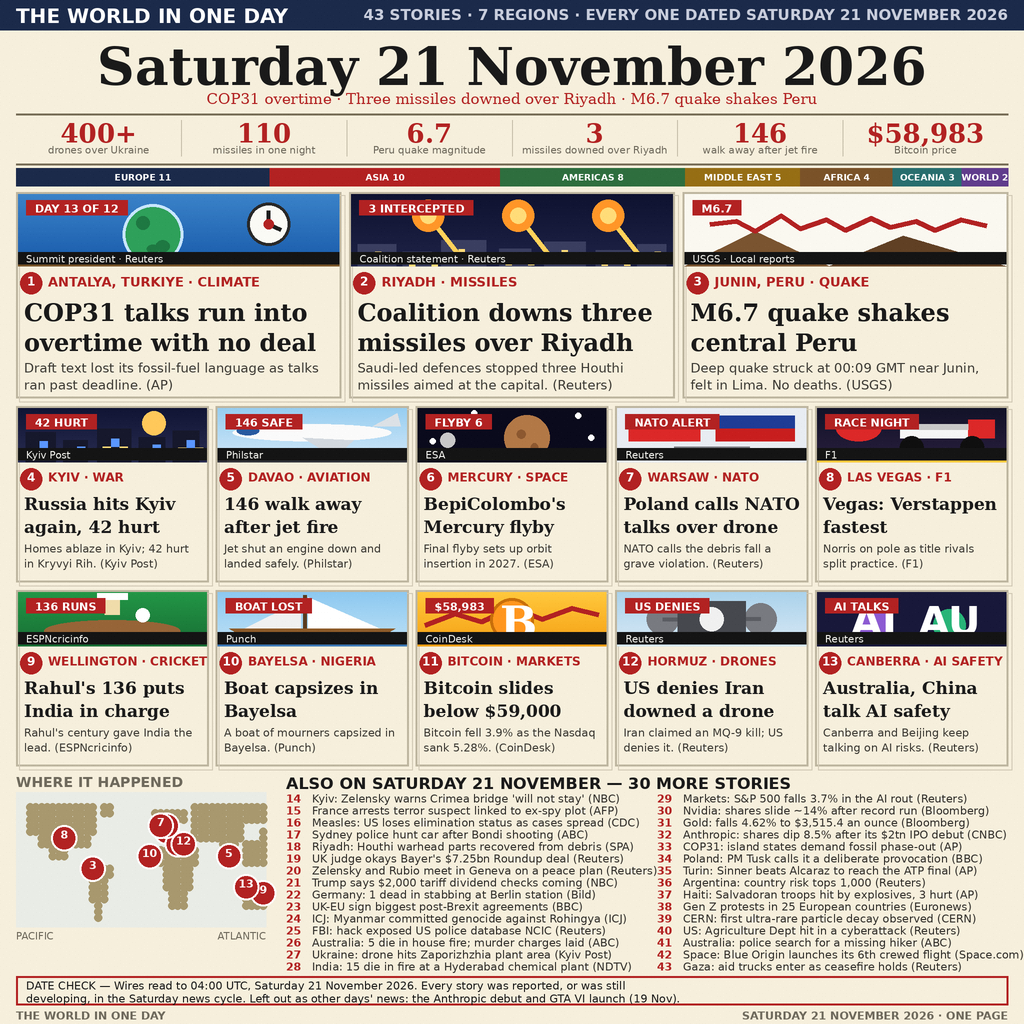 THE WORLD IN ONE DAY
43 STORIES · 7 REGIONS · EVERY ONE DATED SATURDAY 21 NOVEMBER 2026
Saturday 21 November 2026
COP31 overtime · Three missiles downed over Riyadh · M6.7 quake shakes Peru
400+
drones over Ukraine
110
missiles in one night
6.7
Peru quake magnitude
3
missiles downed over Riyadh
146
walk away after jet fire
$58,983
Bitcoin price
EUROPE 11
ASIA 10
AMERICAS 8
MIDDLE EAST 5
AFRICA 4
OCEANIA 3
WORLD 2
DAY 13 OF 12
Summit president · Reuters
1 ANTALYA, TURKIYE · CLIMATE
COP31 talks run into
overtime with no deal
Draft text lost its fossil-fuel language as talks
ran past deadline. (AP)
3 INTERCEPTED
Coalition statement · Reuters
2 RIYADH · MISSILES
Coalition downs three
missiles over Riyadh
Saudi-led defences stopped three Houthi
missiles aimed at the capital. (Reuters)
M6.7
USGS · Local reports
3 JUNIN, PERU · QUAKE
M6.7 quake shakes
central Peru
Deep quake struck at 00:09 GMT near Junin,
felt in Lima. No deaths. (USGS)
42 HURT
Kyiv Post
4 KYIV · WAR
Russia hits Kyiv
again, 42 hurt
Homes ablaze in Kyiv; 42 hurt
in Kryvyi Rih. (Kyiv Post)
146 SAFE
Philstar
5 DAVAO · AVIATION
146 walk away
after jet fire
Jet shut an engine down and
landed safely. (Philstar)
FLYBY 6
ESA
6 MERCURY · SPACE
BepiColombo's
Mercury flyby
Final flyby sets up orbit
insertion in 2027. (ESA)
NATO ALERT
Reuters
7 WARSAW · NATO
Poland calls NATO
talks over drone
NATO calls the debris fall a
grave violation. (Reuters)
RACE NIGHT
F1
8 LAS VEGAS · F1
Vegas: Verstappen
fastest
Norris on pole as title rivals
split practice. (F1)
136 RUNS
ESPNcricinfo
9 WELLINGTON · CRICKET
Rahul's 136 puts
India in charge
Rahul's century gave India the
lead. (ESPNcricinfo)
BOAT LOST
Punch
10 BAYELSA · NIGERIA
Boat capsizes in
Bayelsa
A boat of mourners capsized in
Bayelsa. (Punch)
$58,983
B
CoinDesk
11 BITCOIN · MARKETS
Bitcoin slides
below $59,000
Bitcoin fell 3.9% as the Nasdaq
sank 5.28%. (CoinDesk)
US DENIES
Reuters
12 HORMUZ · DRONES
US denies Iran
downed a drone
Iran claimed an MQ-9 kill; US
denies it. (Reuters)
AI TALKS
AI AU
Reuters
13 CANBERRA · AI SAFETY
Australia, China
talk AI safety
Canberra and Beijing keep
talking on AI risks. (Reuters)
WHERE IT HAPPENED
8
3
7
10
12
5
13
9
PACIFIC
ATLANTIC
ALSO ON SATURDAY 21 NOVEMBER — 30 MORE STORIES
14 Kyiv: Zelensky warns Crimea bridge 'will not stay' (NBC)
15 France arrests terror suspect linked to ex-spy plot (AFP)
16 Measles: US loses elimination status as cases spread (CDC)
17 Sydney police hunt car after Bondi shooting (ABC)
18 Riyadh: Houthi warhead parts recovered from debris (SPA)
19 UK judge okays Bayer's $7.25bn Roundup deal (Reuters)
20 Zelensky and Rubio meet in Geneva on a peace plan (Reuters)
21 Trump says $2,000 tariff dividend checks coming (NBC)
22 Germany: 1 dead in stabbing at Berlin station (Bild)
23 UK-EU sign biggest post-Brexit agreements (BBC)
24 ICJ: Myanmar committed genocide against Rohingya (ICJ)
25 FBI: hack exposed US police database NCIC (Reuters)
26 Australia: 5 die in house fire; murder charges laid (ABC)
27 Ukraine: drone hits Zaporizhzhia plant area (Kyiv Post)
28 India: 15 die in fire at a Hyderabad chemical plant (NDTV)
29 Markets: S&P 500 falls 3.7% in the AI rout (Reuters)
30 Nvidia: shares slide ~14% after record run (Bloomberg)
31 Gold: falls 4.62% to $3,515.4 an ounce (Bloomberg)
32 Anthropic: shares dip 8.5% after its $2tn IPO debut (CNBC)
33 COP31: island states demand fossil phase-out (AP)
34 Poland: PM Tusk calls it a deliberate provocation (BBC)
35 Turin: Sinner beats Alcaraz to reach the ATP final (AP)
36 Argentina: country risk tops 1,000 (Reuters)
37 Haiti: Salvadoran troops hit by explosives, 3 hurt (AP)
38 Gen Z protests in 25 European countries (Euronews)
39 CERN: first ultra-rare particle decay observed (CERN)
40 US: Agriculture Dept hit in a cyberattack (Reuters)
41 Australia: police search for a missing hiker (ABC)
42 Space: Blue Origin launches its 6th crewed flight (Space.com)
43 Gaza: aid trucks enter as ceasefire holds (Reuters)
DATE CHECK — Wires read to 04:00 UTC, Saturday 21 November 2026. Every story was reported, or was still
developing, in the Saturday news cycle. Left out as other days' news: the Anthropic debut and GTA VI launch (19 Nov).
THE WORLD IN ONE DAY
SATURDAY 21 NOVEMBER 2026 · ONE PAGE